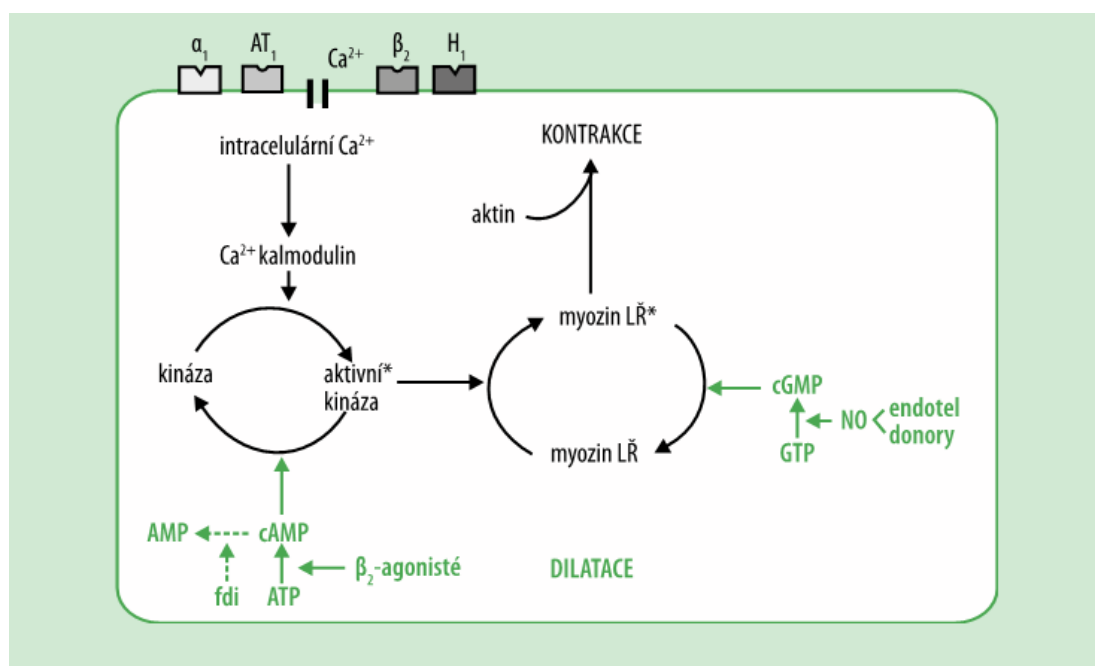 α₁ AT₁ Ca²⁺ β₂ H₁
intracelulární Ca²⁺
KONTRAKCE
aktin
Ca²⁺ kalmodulin
myozin LŘ*
kináza
aktivní*
kináza
cGMP
NO
endotel
donory
GTP
myozin LŘ
AMP
cAMP
fdi
ATP
β₂-agonisté
DILATACE